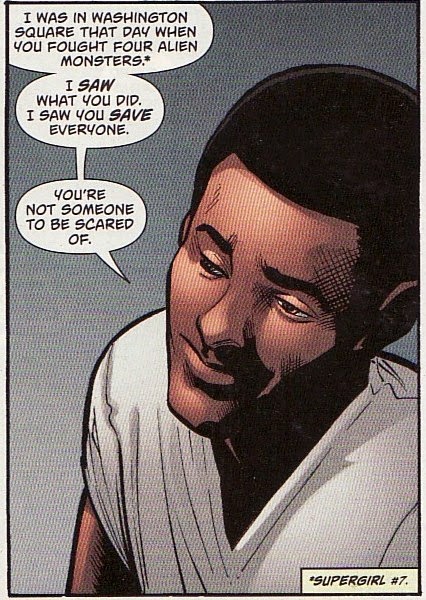 I WAS IN WASHINGTON
SQUARE THAT DAY WHEN
YOU FOUGHT FOUR ALIEN
MONSTERS.*
I SAW
WHAT YOU DID.
I SAW YOU SAVE
EVERYONE.
YOU'RE
NOT SOMEONE
TO BE SCARED
OF.
*SUPERGIRL #7.